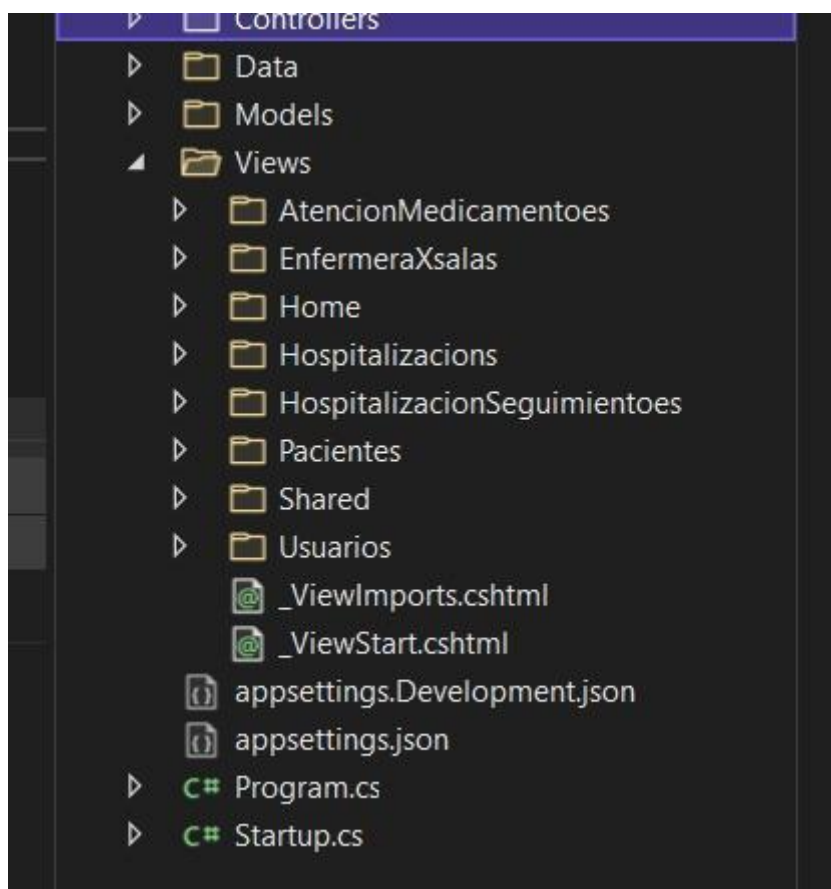 Controllers
Data
Models
Views
AtencionMedicamentoes
EnfermeraXsalas
Home
Hospitalizacions
HospitalizacionSeguimientoes
Pacientes
Shared
Usuarios
_ViewImports.cshtml
_ViewStart.cshtml
appsettings.Development.json
appsettings.json
C# Program.cs
C# Startup.cs